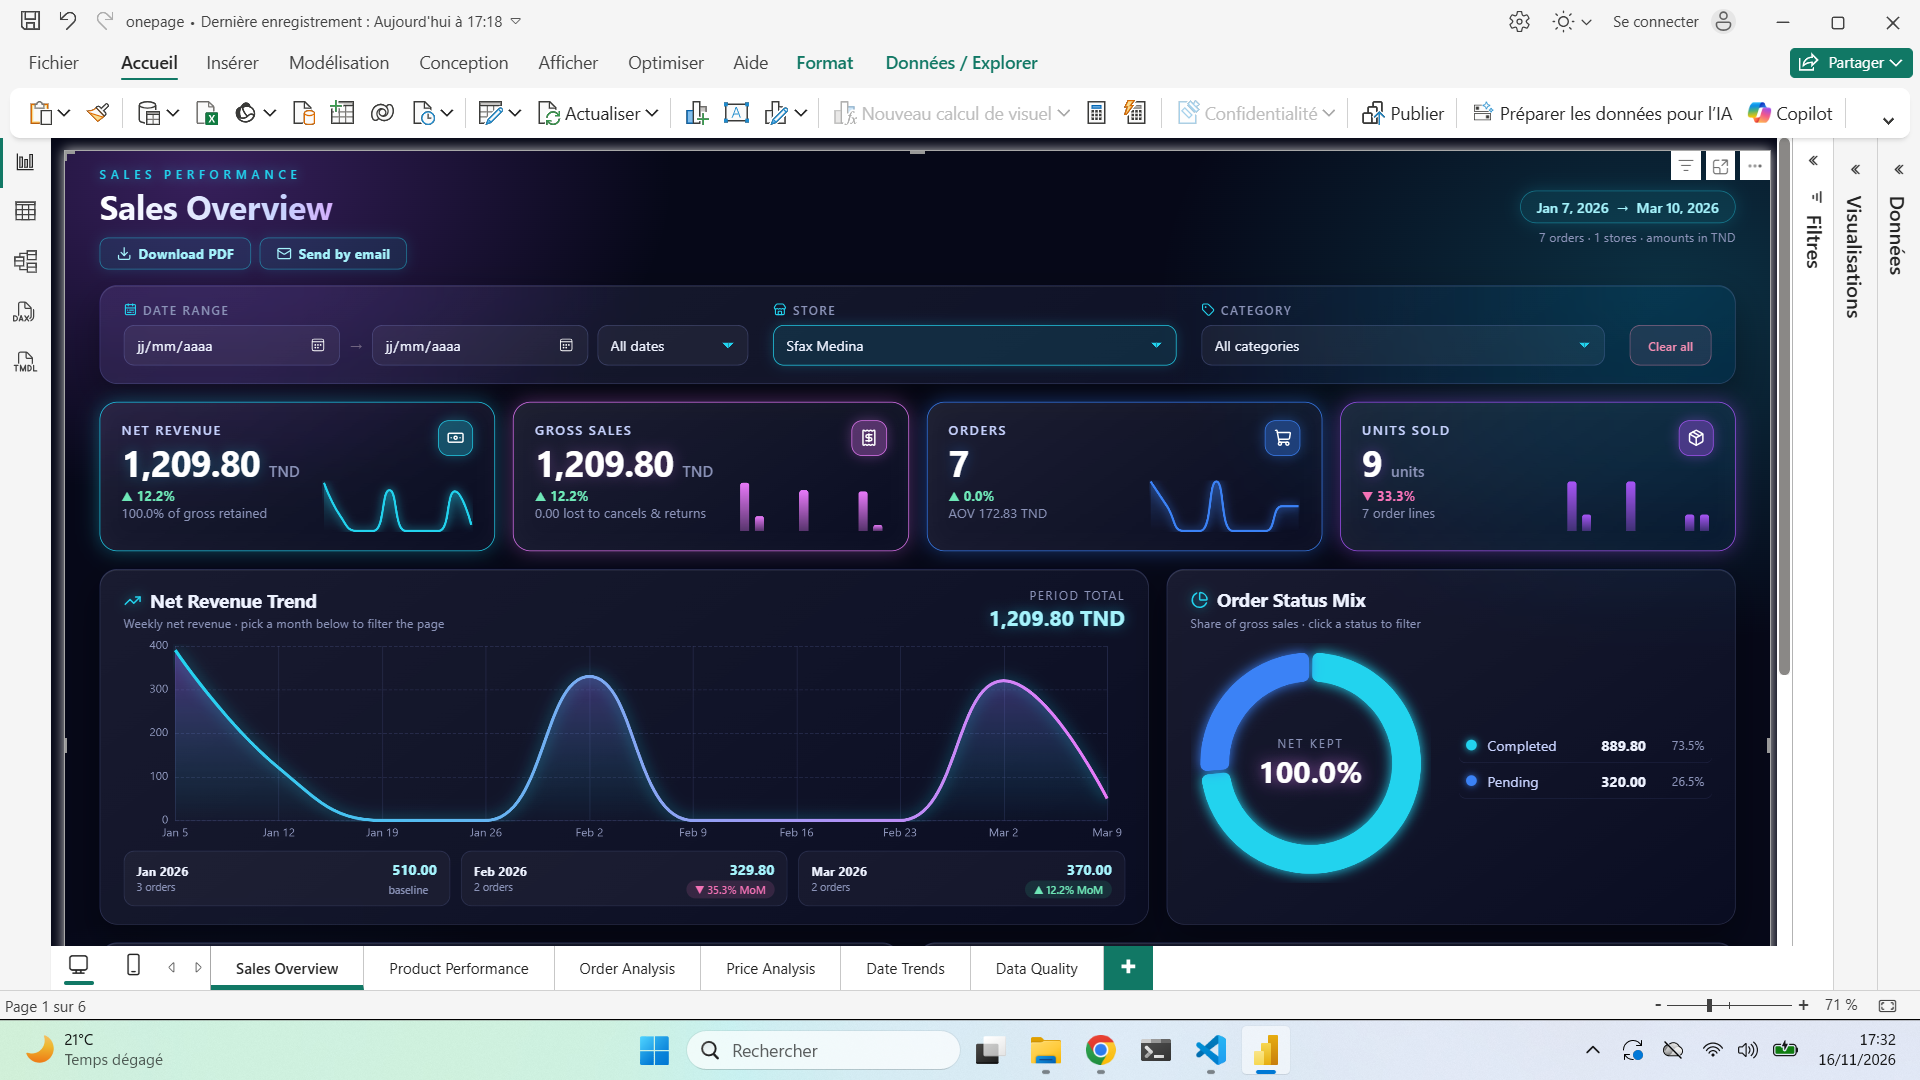 onepage • Dernière enregistrement : Aujourd'hui à 17:18
Se connecter
Fichier Accueil Insérer Modélisation Conception Afficher Optimiser Aide Format Données / Explorer
Partager
Actualiser Nouveau calcul de visuel Confidentialité Publier Préparer les données pour l'IA Copilot
DAX
TMDL
SALES PERFORMANCE
Sales Overview
Jan 7, 2026 → Mar 10, 2026
7 orders · 1 stores · amounts in TND
Download PDF Send by email
DATE RANGE STORE CATEGORY
jj/mm/aaaa → jj/mm/aaaa All dates Sfax Medina All categories Clear all
NET REVENUE
1,209.80 TND
▲ 12.2%
100.0% of gross retained
GROSS SALES
1,209.80 TND
▲ 12.2%
0.00 lost to cancels & returns
ORDERS
7
▲ 0.0%
AOV 172.83 TND
UNITS SOLD
9 units
▼ 33.3%
7 order lines
Net Revenue Trend
Weekly net revenue · pick a month below to filter the page
PERIOD TOTAL
1,209.80 TND
400
300
200
100
0
Jan 5 Jan 12 Jan 19 Jan 26 Feb 2 Feb 9 Feb 16 Feb 23 Mar 2 Mar 9
Jan 2026 510.00
3 orders baseline
Feb 2026 329.80
2 orders ▼ 35.3% MoM
Mar 2026 370.00
2 orders ▲ 12.2% MoM
Order Status Mix
Share of gross sales · click a status to filter
NET KEPT
100.0%
Completed 889.80 73.5%
Pending 320.00 26.5%
Filtres
Visualisations
Données
Sales Overview Product Performance Order Analysis Price Analysis Date Trends Data Quality +
Page 1 sur 6
- + 71 %
21°C
Temps dégagé
Rechercher
17:32
16/11/2026